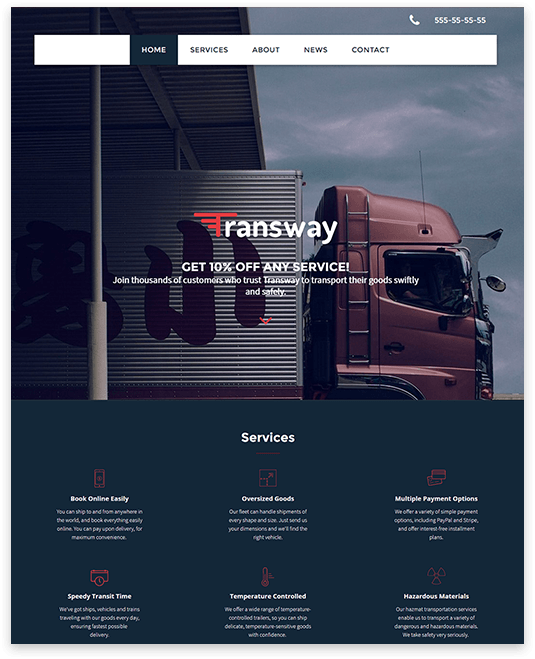 555-55-55-55
HOME SERVICES ABOUT NEWS CONTACT
Transway
GET 10% OFF ANY SERVICE!
Join thousands of customers who trust Transway to transport their goods swiftly
and safely.
Services
Book Online Easily
You can ship to and from anywhere in
the world, and book everything easily
online. You can pay upon delivery, for
maximum convenience.
Oversized Goods
Our fleet can handle shipments of
every shape and size. Just send us
your dimensions and we'll find the
right vehicle.
Multiple Payment Options
We offer a variety of simple payment
options, including PayPal and Stripe,
and offer interest-free installment
plans.
Speedy Transit Time
We've got ships, vehicles and trains
traveling with our goods every day,
ensuring fastest possible
delivery.
Temperature Controlled
We offer a wide range of temperature-
controlled trailers, so you can ship
delicate, temperature-sensitive goods
with confidence.
Hazardous Materials
Our hazmat transportation services
enable us to transport a variety of
dangerous and hazardous materials.
We take safety very seriously.